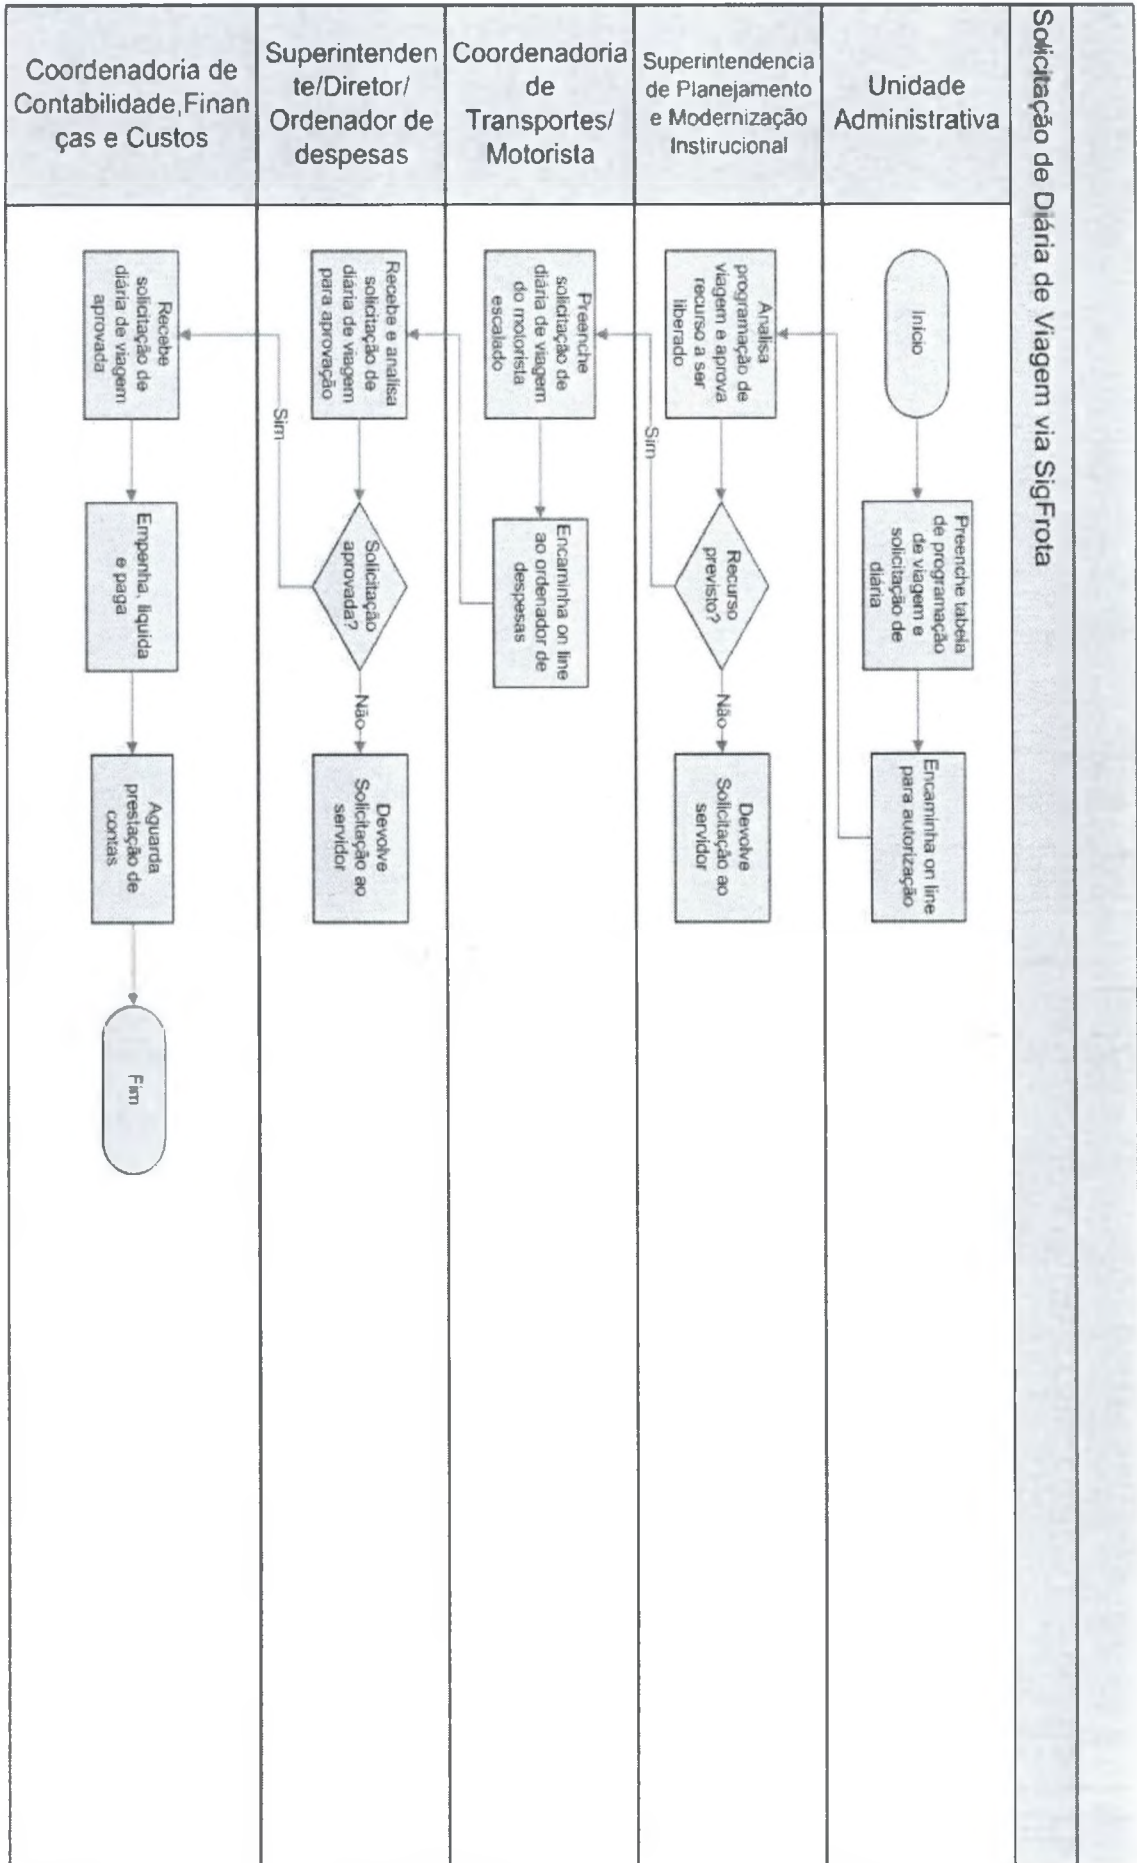 Solicitação de Diária de Viagem via SigFrota
Unidade
Administrativa
Início
Preenche tabela
de programação
de viagem e
solicitação de
diária
Encaminha on line
para autorização
Superintendencia
de Planejamento
e Modernização
Instirucional
Analisa
programação de
viagem e aprova
recurso a ser
liberado
Recurso
previsto?
Sim
Não
Devolve
Solicitação ao
servidor
Coordenadoria
de
Transportes/
Motorista
Preenche
solicitação de
diária de viagem
do motorista
escalado
Encaminha on line
ao ordenador de
despesas
Superintenden
te/Diretor/
Ordenador de
despesas
Recebe e analisa
solicitação de
diária de viagem
para aprovação
Solicitação
aprovada?
Sim
Não
Devolve
Solicitação ao
servidor
Coordenadoria de
Contabilidade,Finan
ças e Custos
Recebe
solicitação de
diária de viagem
aprovada
Empenha, liquida
e paga
Aguarda
prestação de
contas
Fim